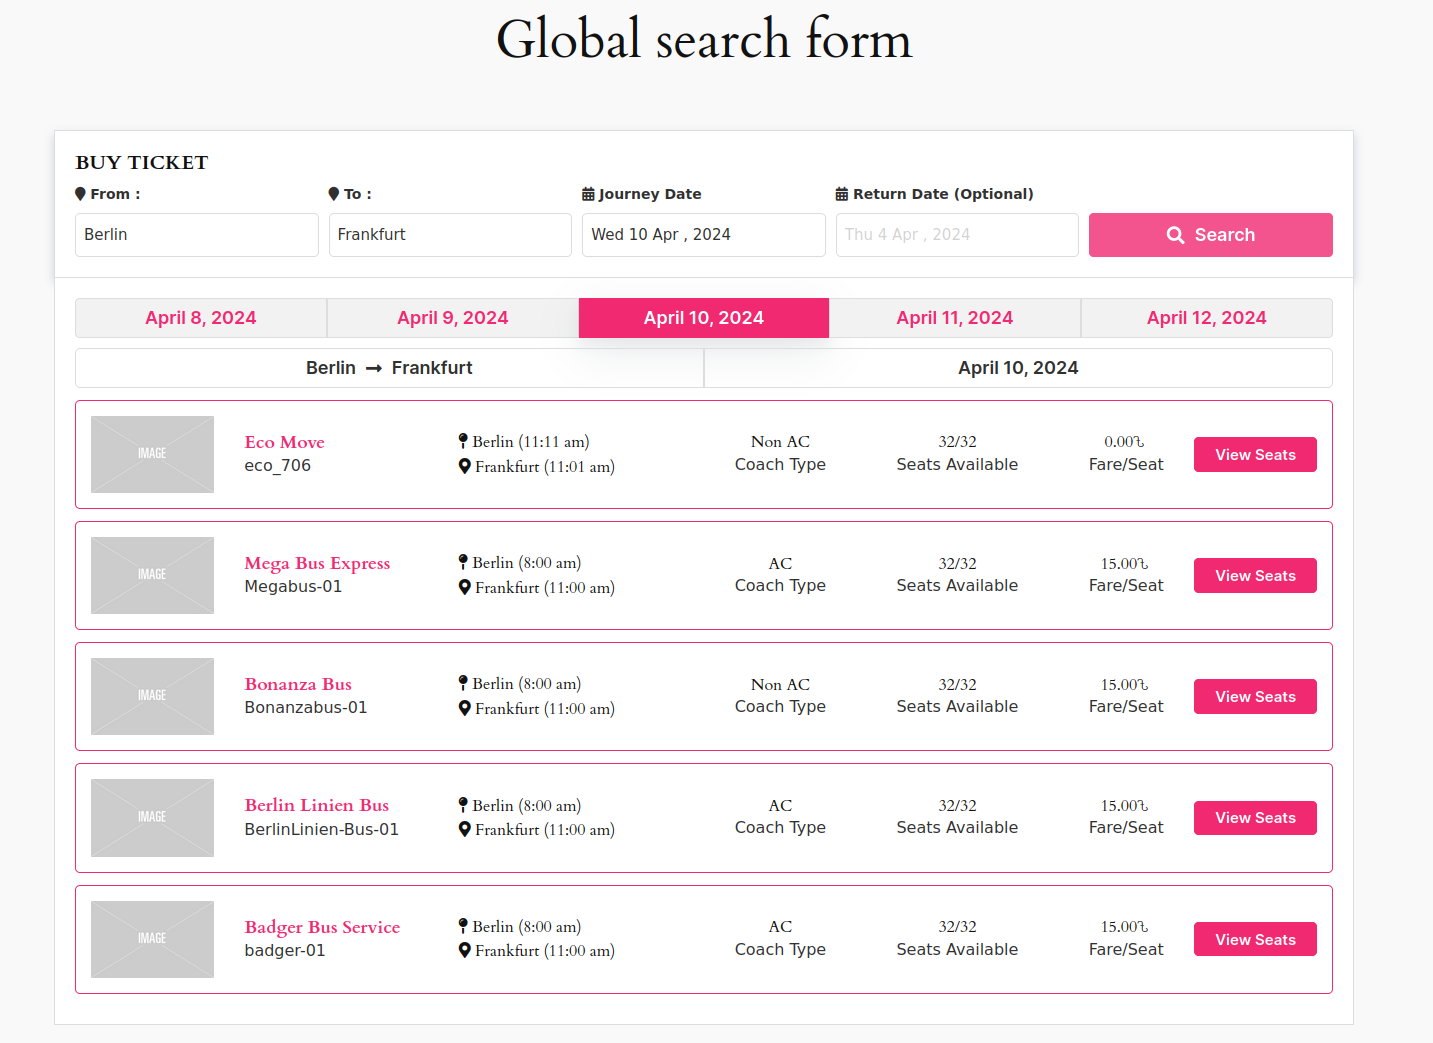 Global search form
BUY TICKET
From :
To :
Journey Date
Return Date (Optional)
Berlin
Frankfurt
Wed 10 Apr , 2024
Thu 4 Apr , 2024
Search
April 8, 2024
April 9, 2024
April 10, 2024
April 11, 2024
April 12, 2024
Berlin → Frankfurt
April 10, 2024
IMAGE
Eco Move
eco_706
Berlin (11:11 am)
Frankfurt (11:01 am)
Non AC
Coach Type
32/32
Seats Available
0.00ზ
Fare/Seat
View Seats
IMAGE
Mega Bus Express
Megabus-01
Berlin (8:00 am)
Frankfurt (11:00 am)
AC
Coach Type
32/32
Seats Available
15.00ზ
Fare/Seat
View Seats
IMAGE
Bonanza Bus
Bonanzabus-01
Berlin (8:00 am)
Frankfurt (11:00 am)
Non AC
Coach Type
32/32
Seats Available
15.00ზ
Fare/Seat
View Seats
IMAGE
Berlin Linien Bus
BerlinLinien-Bus-01
Berlin (8:00 am)
Frankfurt (11:00 am)
AC
Coach Type
32/32
Seats Available
15.00ზ
Fare/Seat
View Seats
IMAGE
Badger Bus Service
badger-01
Berlin (8:00 am)
Frankfurt (11:00 am)
AC
Coach Type
32/32
Seats Available
15.00ზ
Fare/Seat
View Seats